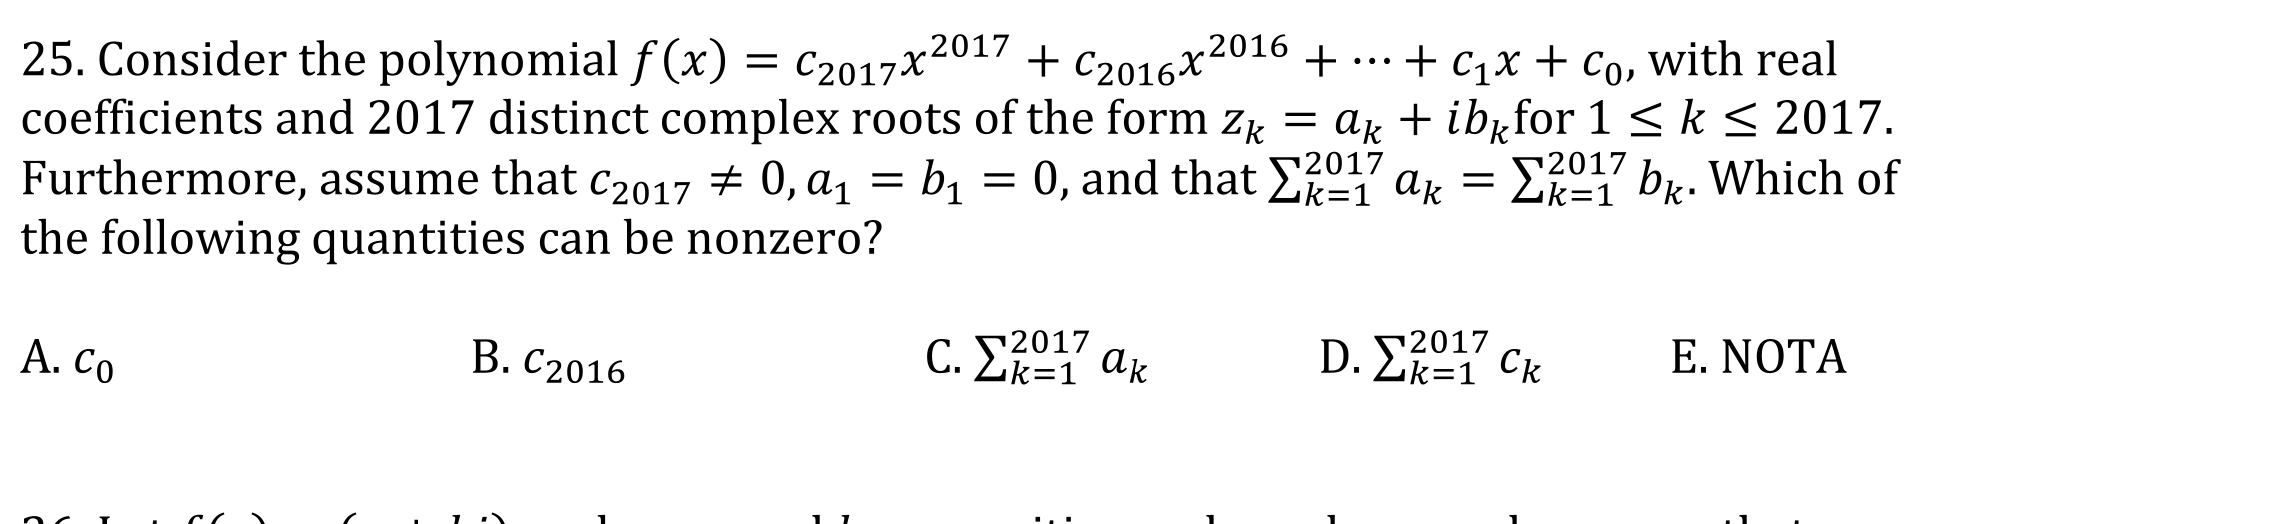 25. Consider the polynomial f(x) = c₂₀₁₇x²⁰¹⁷ + c₂₀₁₆x²⁰¹⁶ + ⋯ + c₁x + c₀, with real
coefficients and 2017 distinct complex roots of the form zₖ = aₖ + ibₖfor 1 ≤ k ≤ 2017.
Furthermore, assume that c₂₀₁₇ ≠ 0, a₁ = b₁ = 0, and that ∑ₖ₌₁²⁰¹⁷ aₖ = ∑ₖ₌₁²⁰¹⁷ bₖ. Which of
the following quantities can be nonzero?
A. c₀ B. c₂₀₁₆ C. ∑ₖ₌₁²⁰¹⁷ aₖ D. ∑ₖ₌₁²⁰¹⁷ cₖ E. NOTA